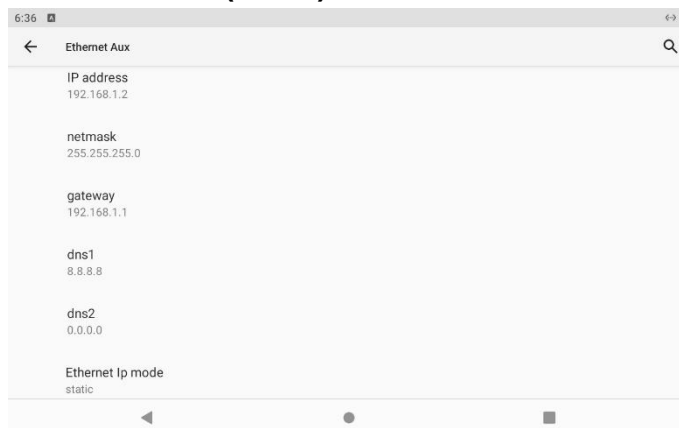 6:36
Ethernet Aux
IP address
192.168.1.2
netmask
255.255.255.0
gateway
192.168.1.1
dns1
8.8.8.8
dns2
0.0.0.0
Ethernet Ip mode
static